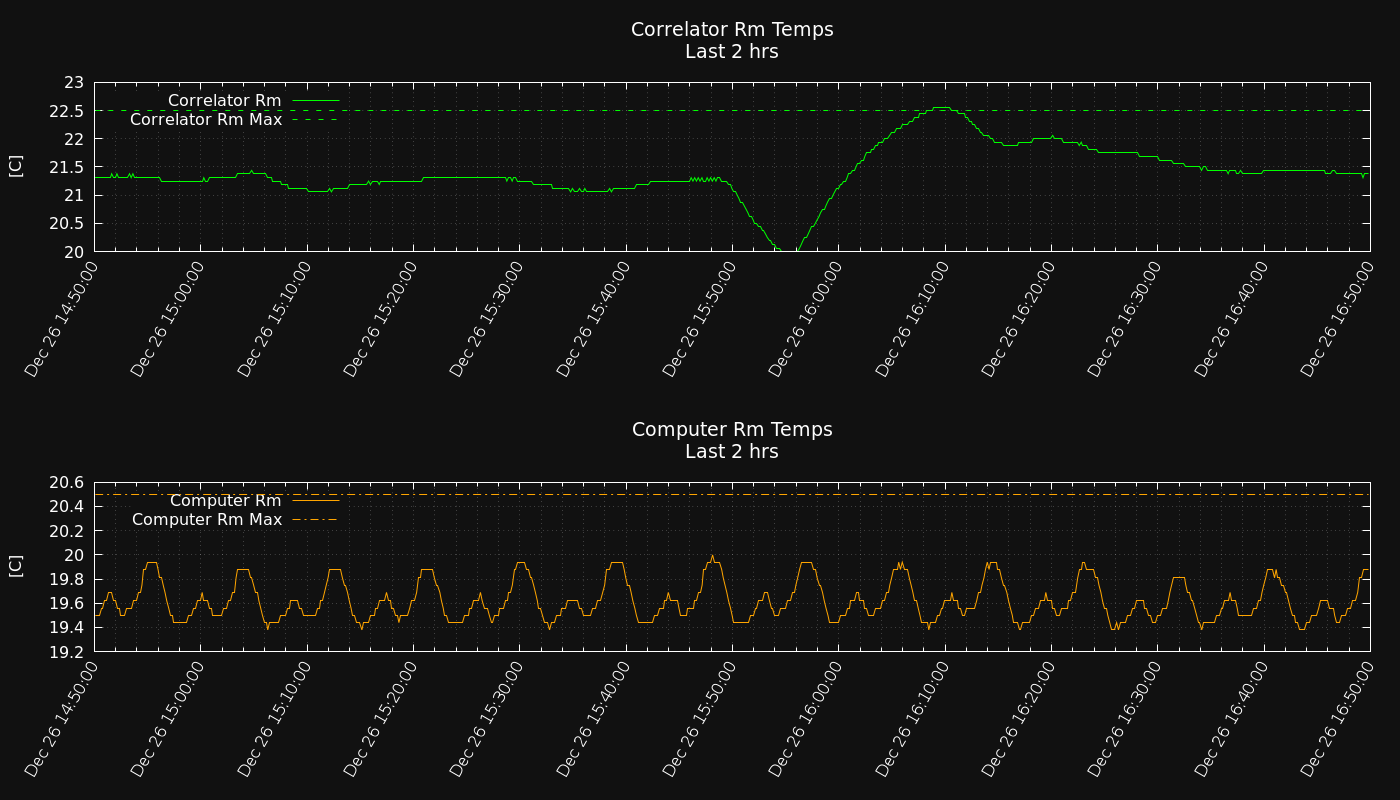 Correlator Rm Temps
Last 2 hrs
[C]
23
22.5
22
21.5
21
20.5
20
Correlator Rm
Correlator Rm Max
Dec 26 14:50:00
Dec 26 15:00:00
Dec 26 15:10:00
Dec 26 15:20:00
Dec 26 15:30:00
Dec 26 15:40:00
Dec 26 15:50:00
Dec 26 16:00:00
Dec 26 16:10:00
Dec 26 16:20:00
Dec 26 16:30:00
Dec 26 16:40:00
Dec 26 16:50:00
Computer Rm Temps
Last 2 hrs
[C]
20.6
20.4
20.2
20
19.8
19.6
19.4
19.2
Computer Rm
Computer Rm Max
Dec 26 14:50:00
Dec 26 15:00:00
Dec 26 15:10:00
Dec 26 15:20:00
Dec 26 15:30:00
Dec 26 15:40:00
Dec 26 15:50:00
Dec 26 16:00:00
Dec 26 16:10:00
Dec 26 16:20:00
Dec 26 16:30:00
Dec 26 16:40:00
Dec 26 16:50:00